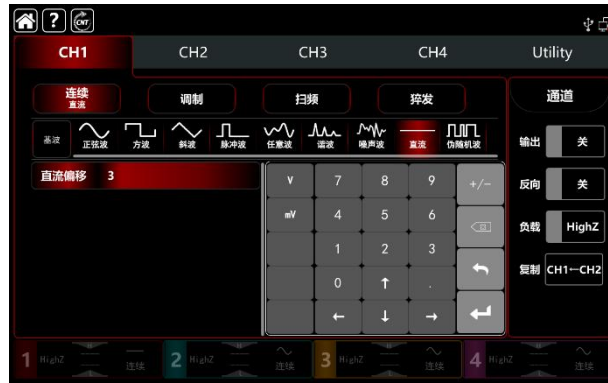 ? CNT
CH1 CH2 CH3 CH4 Utility
连续 调制 扫频 猝发 通道
直流
基波 正弦波 方波 斜波 脉冲波 任意波 谐波 噪声波 直流 伪随机波
输出 关
直流偏移 3
V 7 8 9 +/-
反向 关
mV 4 5 6
负载 HighZ
1 2 3
复制 CH1←CH2
0 .
1 HighZ 连续 2 HighZ 连续 3 HighZ 连续 4 HighZ 连续